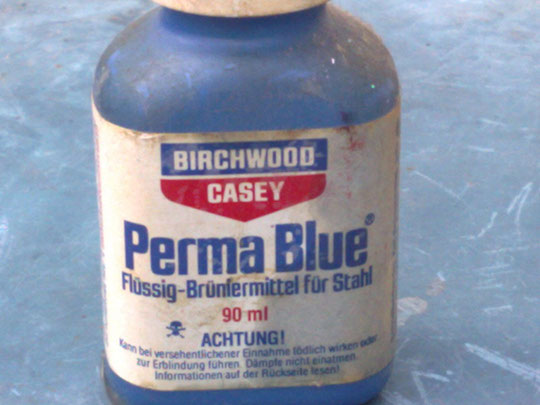 BIRCHWOOD
CASEY
Perma Blue®
Flüssig-Brüniermittel für Stahl
90 ml
ACHTUNG!
Kann bei versehentlichener Einnahme tödlich wirken oder
zur Erblindung führen. Dämpfe nicht einatmen.
Informationen auf der Rückseite lesen!